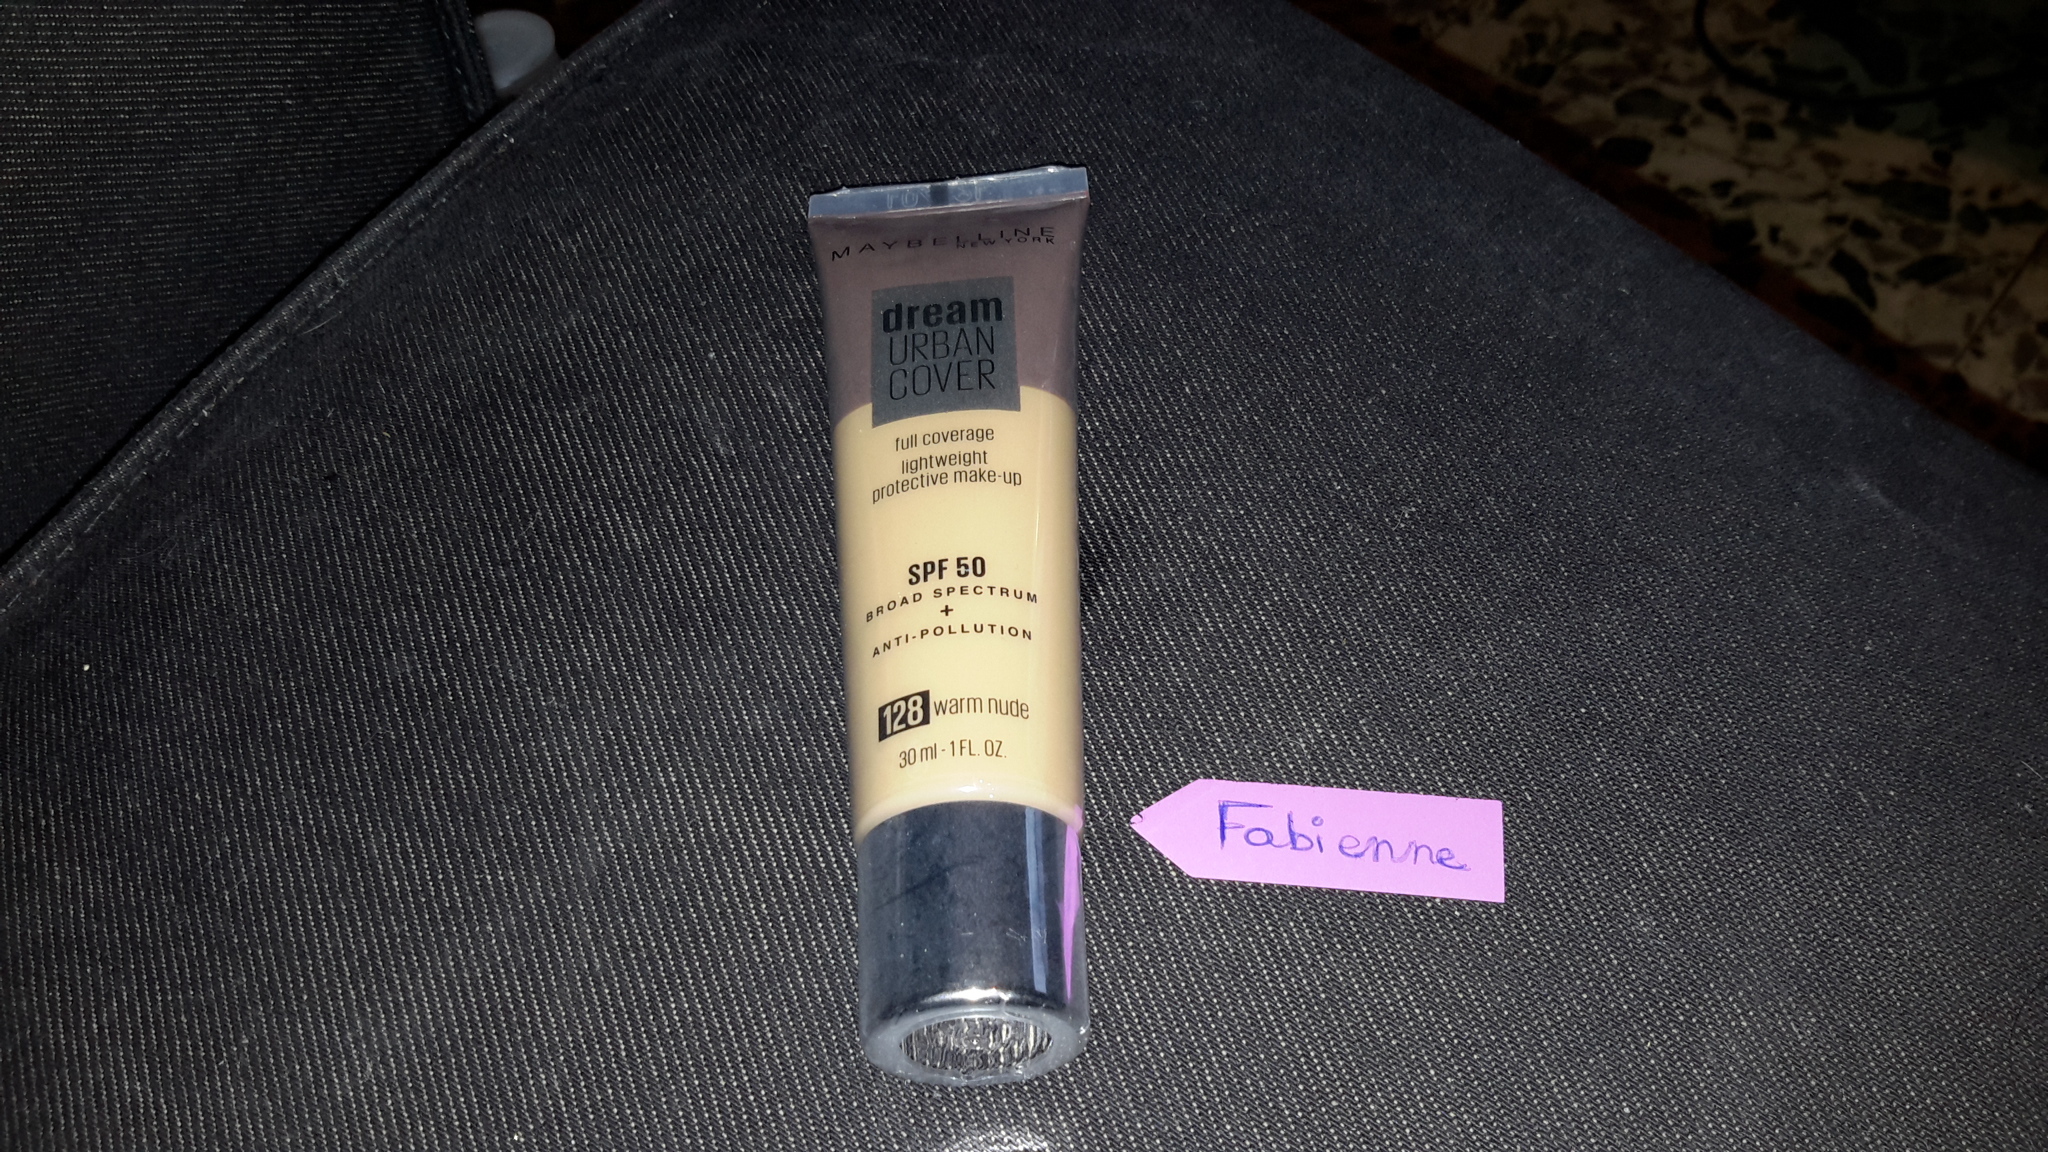 MAYBELLINE
NEW YORK
dream
URBAN
COVER
full coverage
lightweight
protective make-up
SPF 50
BROAD SPECTRUM
+
ANTI-POLLUTION
128 warm nude
30 ml - 1 FL. OZ.
Fabienne